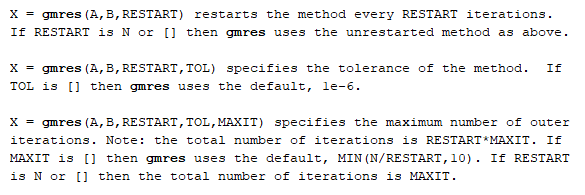 X = gmres(A,B,RESTART) restarts the method every RESTART iterations.
If RESTART is N or [] then gmres uses the unrestarted method as above.
X = gmres(A,B,RESTART,TOL) specifies the tolerance of the method.  If
TOL is [] then gmres uses the default, 1e-6.
X = gmres(A,B,RESTART,TOL,MAXIT) specifies the maximum number of outer
iterations. Note: the total number of iterations is RESTART*MAXIT. If
MAXIT is [] then gmres uses the default, MIN(N/RESTART,10). If RESTART
is N or [] then the total number of iterations is MAXIT.